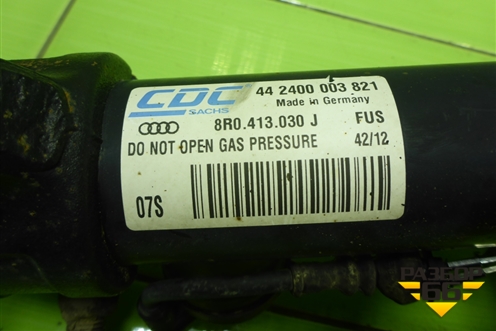 CDC 44 2400 003 821
SACHS Made in Germany
8R0.413.030 J FUS
DO NOT OPEN GAS PRESSURE 42/12
07S
РАЗБОР
66